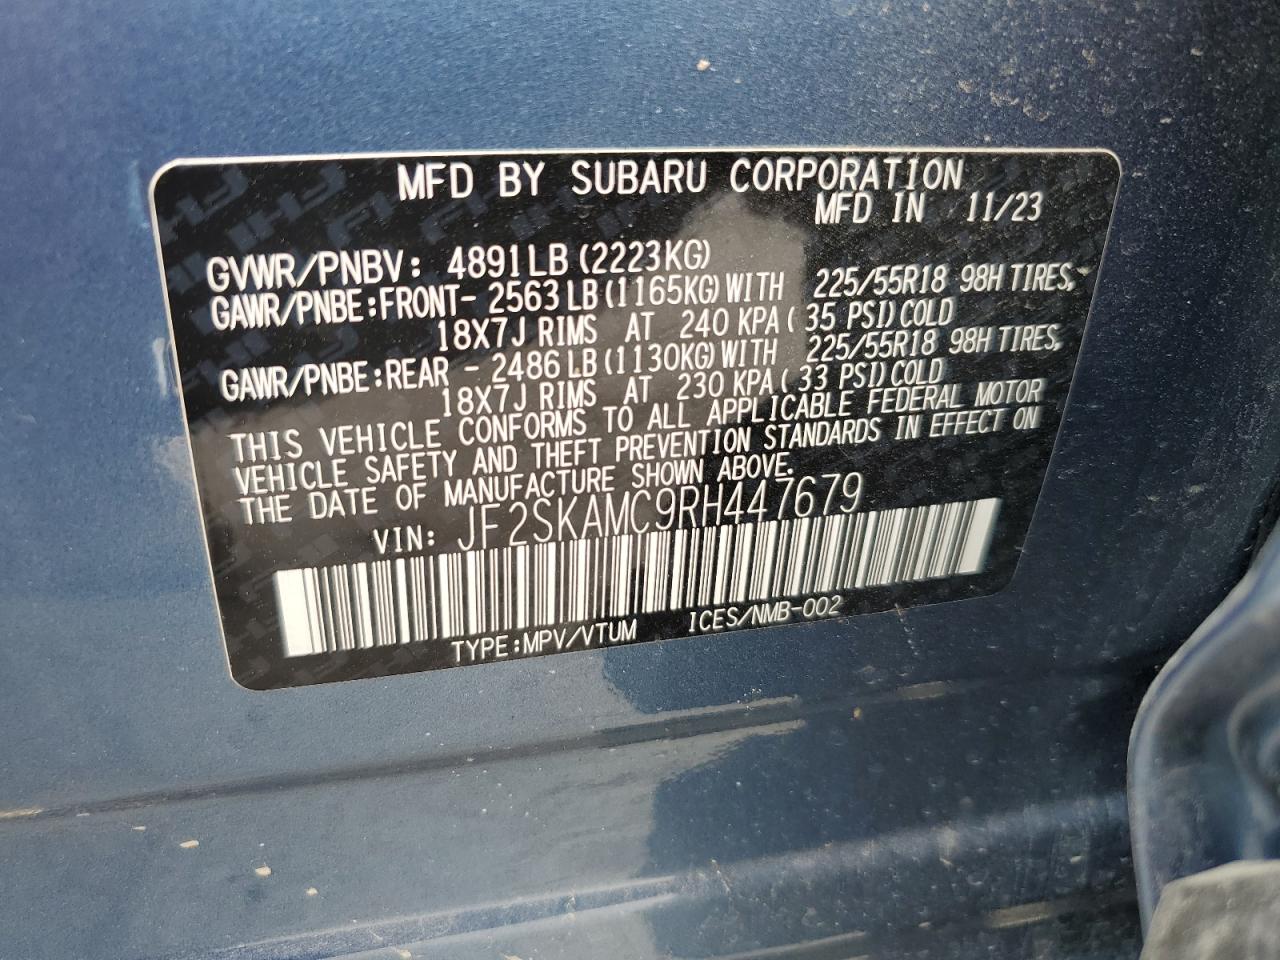 MFD BY SUBARU CORPORATION
MFD IN 11/23
GVWR/PNBV: 4891LB (2223KG)
GAWR/PNBE:FRONT- 2563LB(1165KG)WITH 225/55R18 98H TIRES,
18X7J RIMS AT 240 KPA( 35 PSI)COLD
GAWR/PNBE:REAR - 2486LB(1130KG)WITH 225/55R18 98H TIRES,
18X7J RIMS AT 230 KPA( 33 PSI)COLD
THIS VEHICLE CONFORMS TO ALL APPLICABLE FEDERAL MOTOR
VEHICLE SAFETY AND THEFT PREVENTION STANDARDS IN EFFECT ON
THE DATE OF MANUFACTURE SHOWN ABOVE.
VIN: JF2SKAMC9RH447679
TYPE:MPV/VTUM ICES/NMB-002